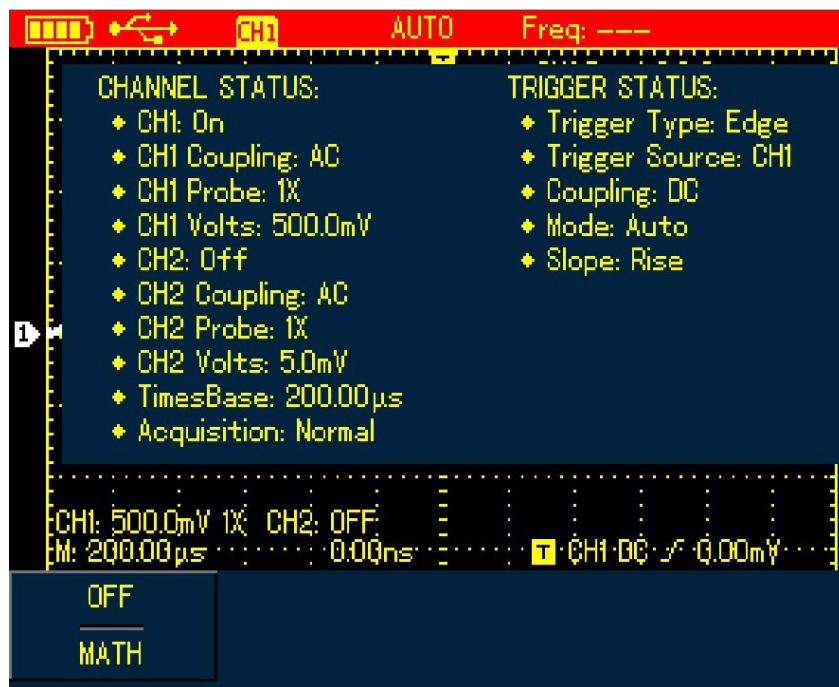 CH1 AUTO Freq: ---
CHANNEL STATUS:
◆ CH1: On
◆ CH1 Coupling: AC
◆ CH1 Probe: 1X
◆ CH1 Volts: 500.0mV
◆ CH2: Off
◆ CH2 Coupling: AC
◆ CH2 Probe: 1X
◆ CH2 Volts: 5.0mV
◆ TimesBase: 200.00μs
◆ Acquisition: Normal
TRIGGER STATUS:
◆ Trigger Type: Edge
◆ Trigger Source: CH1
◆ Coupling: DC
◆ Mode: Auto
◆ Slope: Rise
1
CH1: 500.0mV 1X CH2: OFF
M: 200.00μs 0.00ns T CH1 DC 0.00mV
OFF
MATH